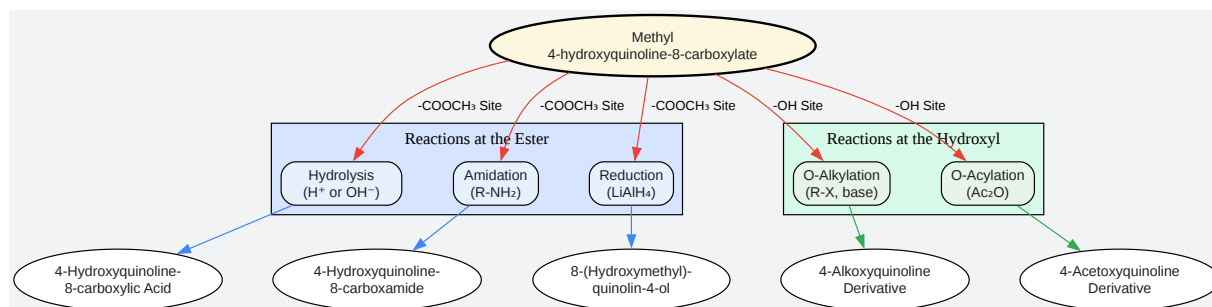 Methyl
4-hydroxyquinoline-8-carboxylate
-COOCH₃ Site
-COOCH₃ Site
-COOCH₃ Site
-OH Site
-OH Site
Reactions at the Ester
Reactions at the Hydroxyl
Hydrolysis
(H⁺ or OH⁻)
Amidation
(R-NH₂)
Reduction
(LiAlH₄)
O-Alkylation
(R-X, base)
O-Acylation
(Ac₂O)
4-Hydroxyquinoline-
8-carboxylic Acid
4-Hydroxyquinoline-
8-carboxamide
8-(Hydroxymethyl)-
quinolin-4-ol
4-Alkoxyquinoline
Derivative
4-Acetoxyquinoline
Derivative